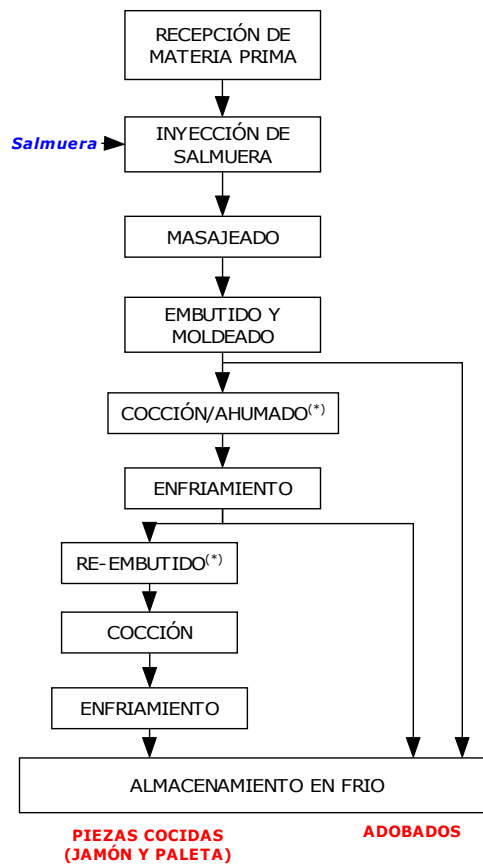 RECEPCIÓN DE
MATERIA PRIMA
Salmuera
INYECCIÓN DE
SALMUERA
MASAJEADO
EMBUTIDO Y
MOLDEADO
COCCIÓN/AHUMADO(*)
ENFRIAMIENTO
RE-EMBUTIDO(*)
COCCIÓN
ENFRIAMIENTO
ALMACENAMIENTO EN FRIO
PIEZAS COCIDAS
(JAMÓN Y PALETA)
ADOBADOS